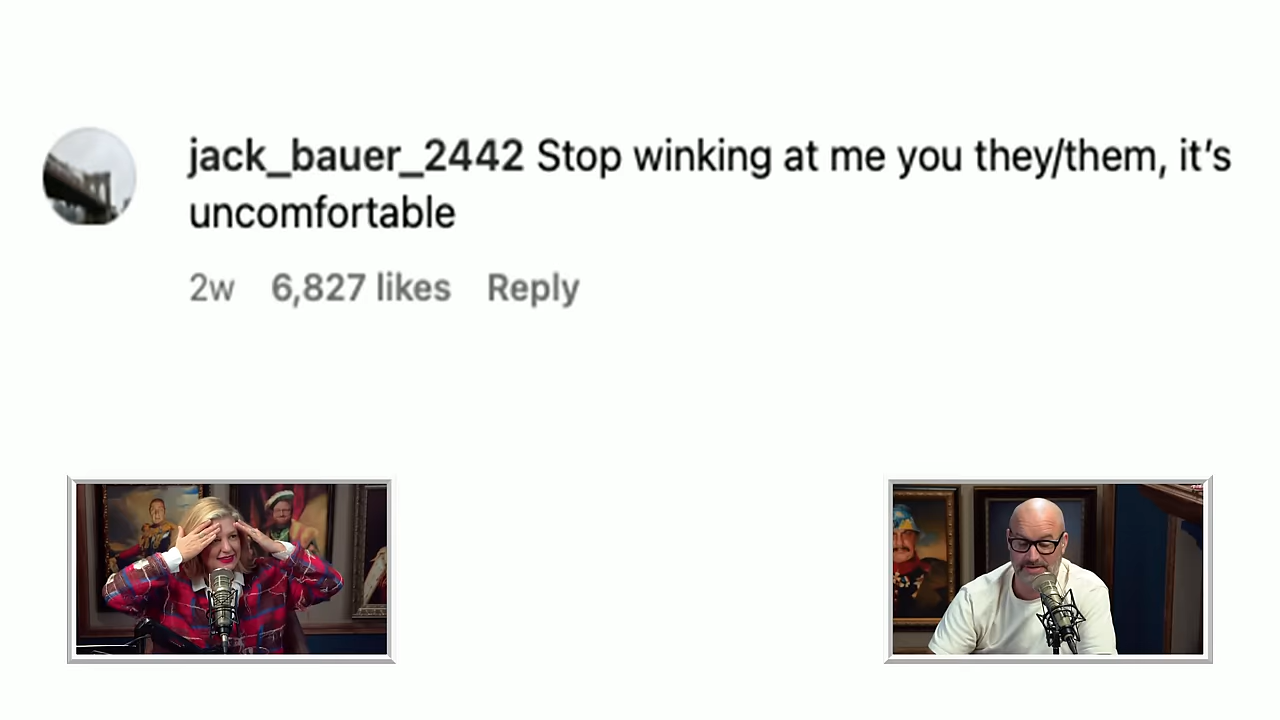 jack_bauer_2442 Stop winking at me you they/them, it’s
uncomfortable
2w 6,827 likes Reply